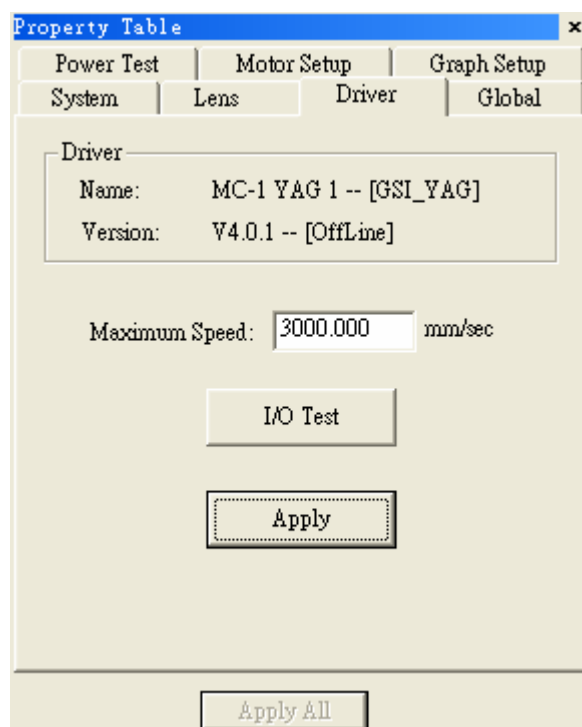 Property Table
Power Test Motor Setup Graph Setup
System Lens Driver Global
Driver
Name: MC-1 YAG 1 -- [GSI_YAG]
Version: V4.0.1 -- [OffLine]
Maximum Speed: 3000.000 mm/sec
I/O Test
Apply
Apply All